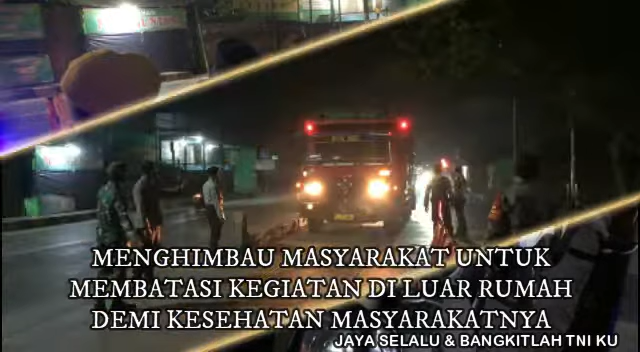 MENGHIMBAU MASYARAKAT UNTUK
MEMBATASI KEGIATAN DI LUAR RUMAH
DEMI KESEHATAN MASYARAKATNYA
JAYA SELALU & BANGKITLAH TNI KU